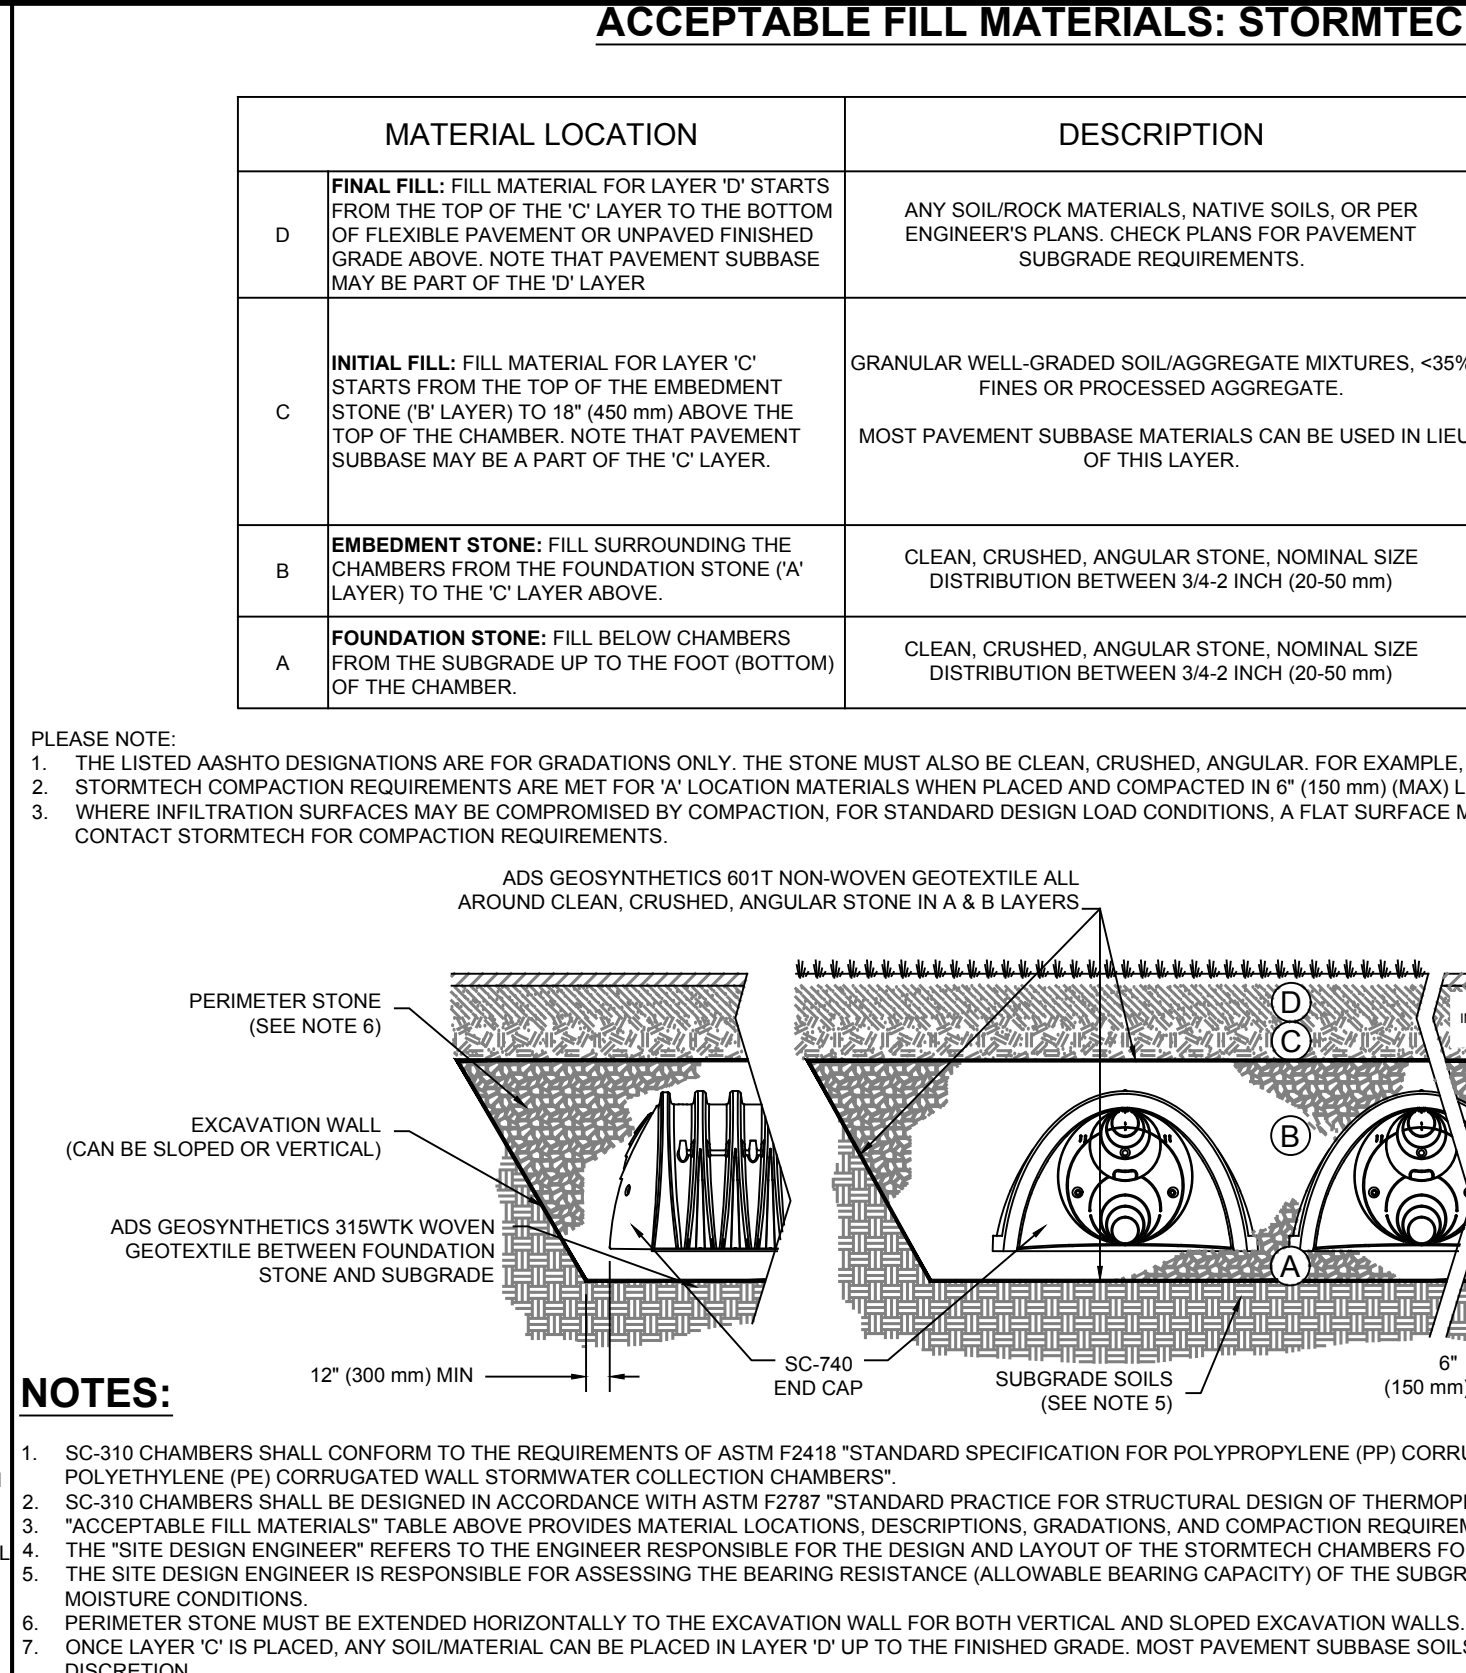 ACCEPTABLE FILL MATERIALS: STORMTEC
MATERIAL LOCATION
DESCRIPTION
D
FINAL FILL: FILL MATERIAL FOR LAYER 'D' STARTS
FROM THE TOP OF THE 'C' LAYER TO THE BOTTOM
OF FLEXIBLE PAVEMENT OR UNPAVED FINISHED
GRADE ABOVE. NOTE THAT PAVEMENT SUBBASE
MAY BE PART OF THE 'D' LAYER
ANY SOIL/ROCK MATERIALS, NATIVE SOILS, OR PER
ENGINEER'S PLANS. CHECK PLANS FOR PAVEMENT
SUBGRADE REQUIREMENTS.
C
INITIAL FILL: FILL MATERIAL FOR LAYER 'C'
STARTS FROM THE TOP OF THE EMBEDMENT
STONE ('B' LAYER) TO 18" (450 mm) ABOVE THE
TOP OF THE CHAMBER. NOTE THAT PAVEMENT
SUBBASE MAY BE A PART OF THE 'C' LAYER.
GRANULAR WELL-GRADED SOIL/AGGREGATE MIXTURES, <35%
FINES OR PROCESSED AGGREGATE.
MOST PAVEMENT SUBBASE MATERIALS CAN BE USED IN LIEU
OF THIS LAYER.
B
EMBEDMENT STONE: FILL SURROUNDING THE
CHAMBERS FROM THE FOUNDATION STONE ('A'
LAYER) TO THE 'C' LAYER ABOVE.
CLEAN, CRUSHED, ANGULAR STONE, NOMINAL SIZE
DISTRIBUTION BETWEEN 3/4-2 INCH (20-50 mm)
A
FOUNDATION STONE: FILL BELOW CHAMBERS
FROM THE SUBGRADE UP TO THE FOOT (BOTTOM)
OF THE CHAMBER.
CLEAN, CRUSHED, ANGULAR STONE, NOMINAL SIZE
DISTRIBUTION BETWEEN 3/4-2 INCH (20-50 mm)
PLEASE NOTE:
1. THE LISTED AASHTO DESIGNATIONS ARE FOR GRADATIONS ONLY. THE STONE MUST ALSO BE CLEAN, CRUSHED, ANGULAR. FOR EXAMPLE,
2. STORMTECH COMPACTION REQUIREMENTS ARE MET FOR 'A' LOCATION MATERIALS WHEN PLACED AND COMPACTED IN 6" (150 mm) (MAX) L
3. WHERE INFILTRATION SURFACES MAY BE COMPROMISED BY COMPACTION, FOR STANDARD DESIGN LOAD CONDITIONS, A FLAT SURFACE M
CONTACT STORMTECH FOR COMPACTION REQUIREMENTS.
ADS GEOSYNTHETICS 601T NON-WOVEN GEOTEXTILE ALL
AROUND CLEAN, CRUSHED, ANGULAR STONE IN A & B LAYERS
PERIMETER STONE
(SEE NOTE 6)
EXCAVATION WALL
(CAN BE SLOPED OR VERTICAL)
ADS GEOSYNTHETICS 315WTK WOVEN
GEOTEXTILE BETWEEN FOUNDATION
STONE AND SUBGRADE
D
C
B
A
12" (300 mm) MIN
SC-740
END CAP
SUBGRADE SOILS
(SEE NOTE 5)
6"
(150 mm)
NOTES:
1. SC-310 CHAMBERS SHALL CONFORM TO THE REQUIREMENTS OF ASTM F2418 "STANDARD SPECIFICATION FOR POLYPROPYLENE (PP) CORRU
POLYETHYLENE (PE) CORRUGATED WALL STORMWATER COLLECTION CHAMBERS".
2. SC-310 CHAMBERS SHALL BE DESIGNED IN ACCORDANCE WITH ASTM F2787 "STANDARD PRACTICE FOR STRUCTURAL DESIGN OF THERMOP
3. "ACCEPTABLE FILL MATERIALS" TABLE ABOVE PROVIDES MATERIAL LOCATIONS, DESCRIPTIONS, GRADATIONS, AND COMPACTION REQUIREM
4. THE "SITE DESIGN ENGINEER" REFERS TO THE ENGINEER RESPONSIBLE FOR THE DESIGN AND LAYOUT OF THE STORMTECH CHAMBERS FO
5. THE SITE DESIGN ENGINEER IS RESPONSIBLE FOR ASSESSING THE BEARING RESISTANCE (ALLOWABLE BEARING CAPACITY) OF THE SUBGR
MOISTURE CONDITIONS.
6. PERIMETER STONE MUST BE EXTENDED HORIZONTALLY TO THE EXCAVATION WALL FOR BOTH VERTICAL AND SLOPED EXCAVATION WALLS.
7. ONCE LAYER 'C' IS PLACED, ANY SOIL/MATERIAL CAN BE PLACED IN LAYER 'D' UP TO THE FINISHED GRADE. MOST PAVEMENT SUBBASE SOILS
DISCRETION